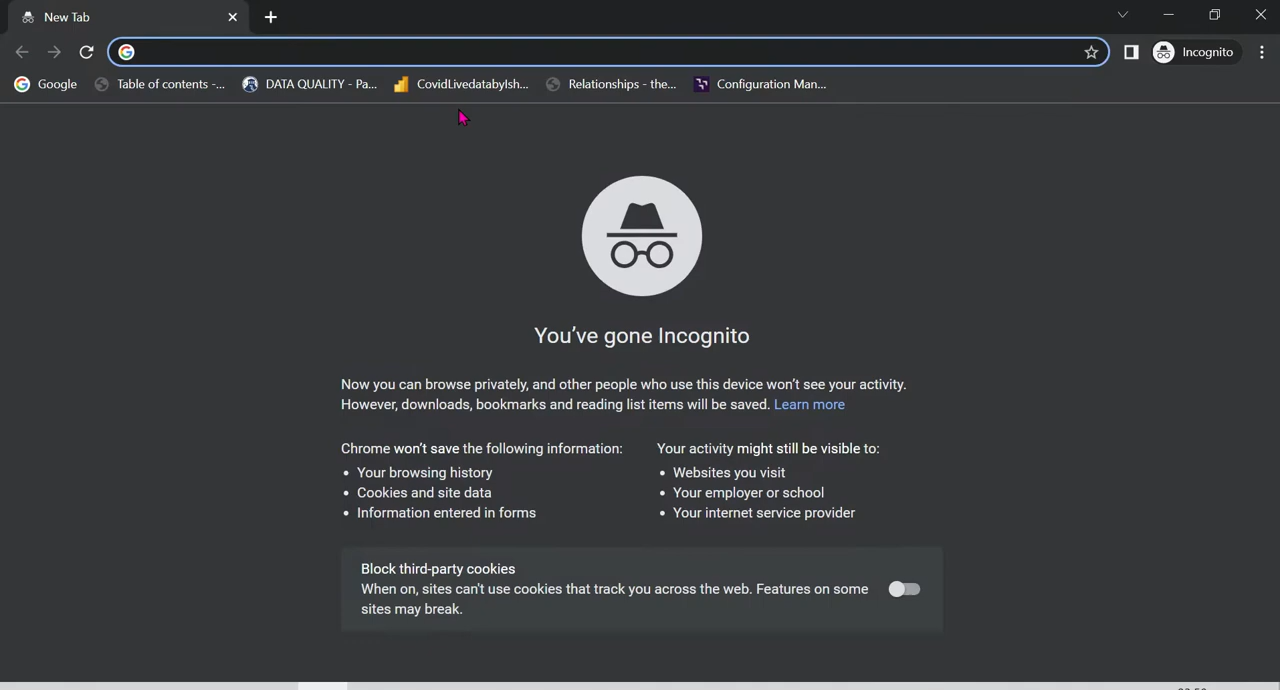 New Tab
Incognito
Google
Table of contents -...
DATA QUALITY - Pa...
CovidLivedatabyIsh...
Relationships - the...
Configuration Man...
You've gone Incognito
Now you can browse privately, and other people who use this device won't see your activity.
However, downloads, bookmarks and reading list items will be saved. Learn more
Chrome won't save the following information:
Your browsing history
Cookies and site data
Information entered in forms
Your activity might still be visible to:
Websites you visit
Your employer or school
Your internet service provider
Block third-party cookies
When on, sites can't use cookies that track you across the web. Features on some
sites may break.